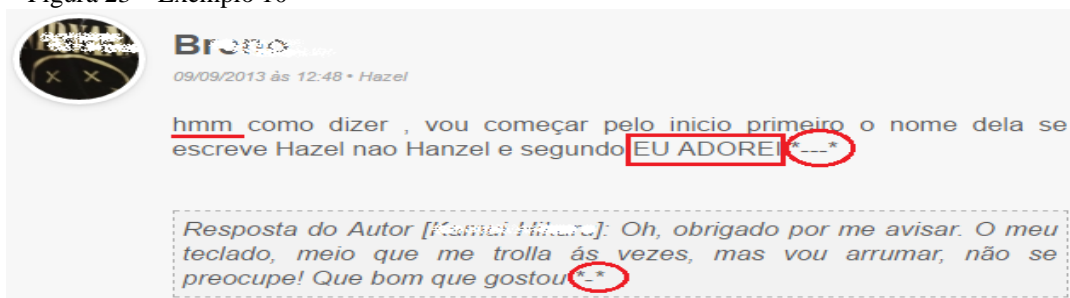 Figura 23 – Exemplo 10
09/09/2013 às 12:48 • Hazel
hmm como dizer , vou começar pelo inicio primeiro o nome dela se
escreve Hazel nao Hanzel e segundo EU ADOREI *---*
Resposta do Autor []: Oh, obrigado por me avisar. O meu
teclado, meio que me trolla ás vezes, mas vou arrumar, não se
preocupe! Que bom que gostou *-*